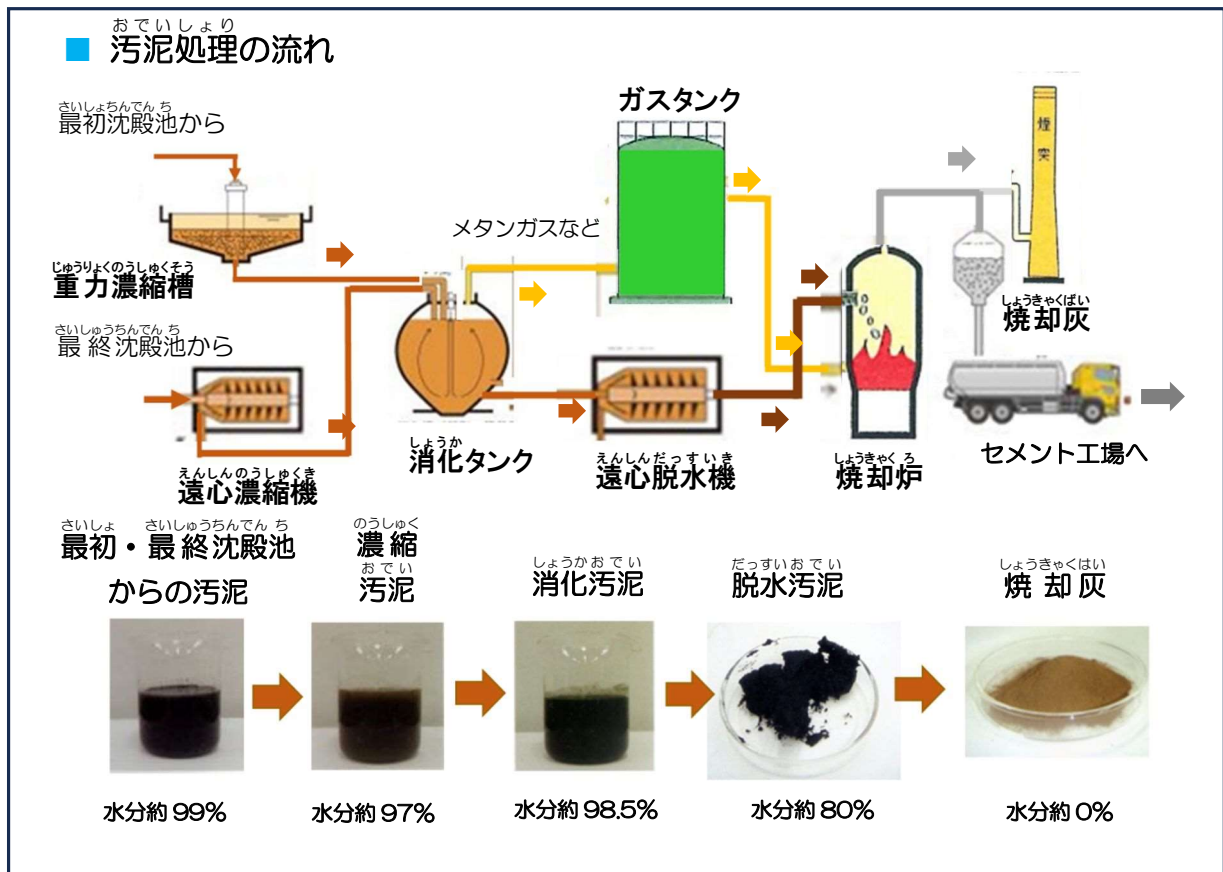 おでいしょり
■ 汚泥処理の流れ
さいしょちんでんち
最初沈殿池から
ガスタンク
煙突
メタンガスなど
じゅうりょくのうしゅくそう
重力濃縮槽
しょうきゃくばい
焼却灰
さいしゅうちんでんち
最終沈殿池から
しょうか
消化タンク
えんしんだっすいき
遠心脱水機
しょうきゃくろ
焼却炉
セメント工場へ
えんしんのうしゅくき
遠心濃縮機
さいしょ さいしゅうちんでんち
最初・最終沈殿池
からの汚泥
のうしゅく
濃縮
おでい
汚泥
しょうかおでい
消化汚泥
だっすいおでい
脱水汚泥
しょうきゃくはい
焼却灰
水分約99%
水分約97%
水分約98.5%
水分約80%
水分約0%